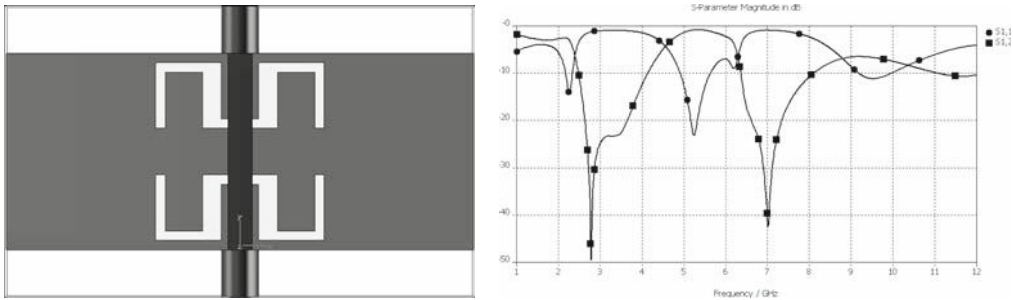 S-Parameter Magnitude in dB
S1,1
S1,2
-0
-10
-20
-30
-40
-50
1 2 3 4 5 6 7 8 9 10 11 12
Frequency / GHz